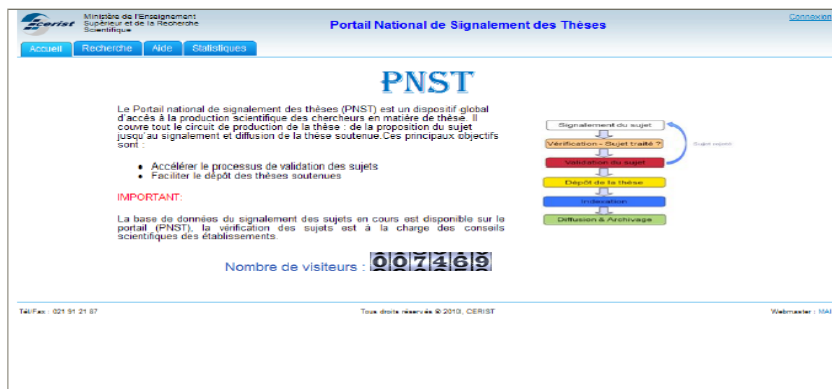 cerist
Ministère de l'Enseignement
Supérieur et de la Recherche
Scientifique
Portail National de Signalement des Thèses
Connexion
Accueil Recherche Aide Statistiques
PNST
Le Portail national de signalement des thèses (PNST) est un dispositif global
d'accès à la production scientifique des chercheurs en matière de thèse. Il
couvre tout le circuit de production de la thèse : de la proposition du sujet
jusqu'au signalement et diffusion de la thèse soutenue.Ces principaux objectifs
sont :
• Accélérer le processus de validation des sujets
• Faciliter le dépôt des thèses soutenues
IMPORTANT:
La base de données du signalement des sujets en cours est disponible sur le
portail (PNST), la vérification des sujets est à la charge des conseils
scientifiques des établissements.
Nombre de visiteurs : 007469
Signalement du sujet
Vérification - Sujet traité ?
Validation du sujet
Dépôt de la thèse
Indexation
Diffusion & Archivage
Sujet rejeté
Tél/Fax : 021 91 21 67
Tous droits réservés © 2010, CERIST
Webmaster : MAI